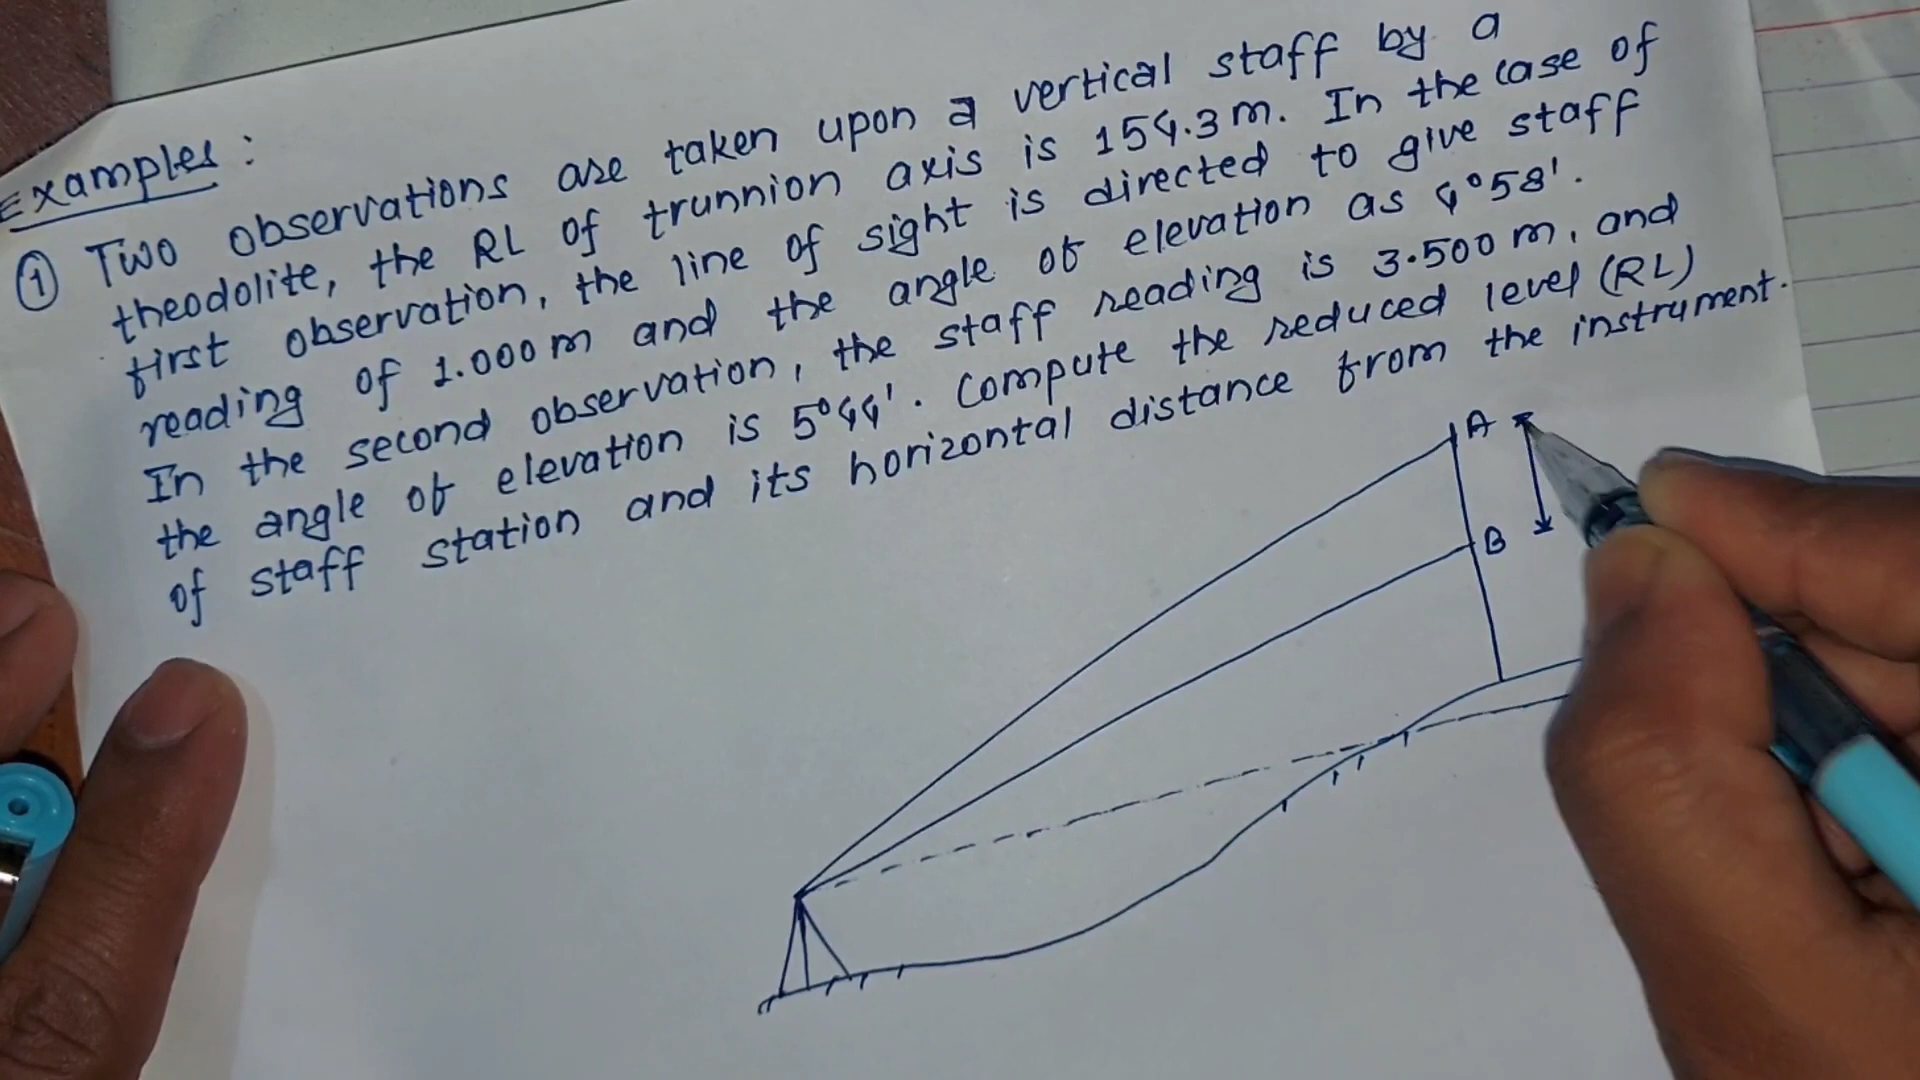 Examples:
① Two observations are taken upon a vertical staff by a
theodolite, the RL of trunnion axis is 154.3 m. In the case of
first observation, the line of sight is directed to give staff
reading of 1.000 m and the angle of elevation as 4°58'.
In the second observation, the staff reading is 3.500 m, and
the angle of elevation is 5°44'. Compute the reduced level (RL)
of staff station and its horizontal distance from the instrument.
A
B